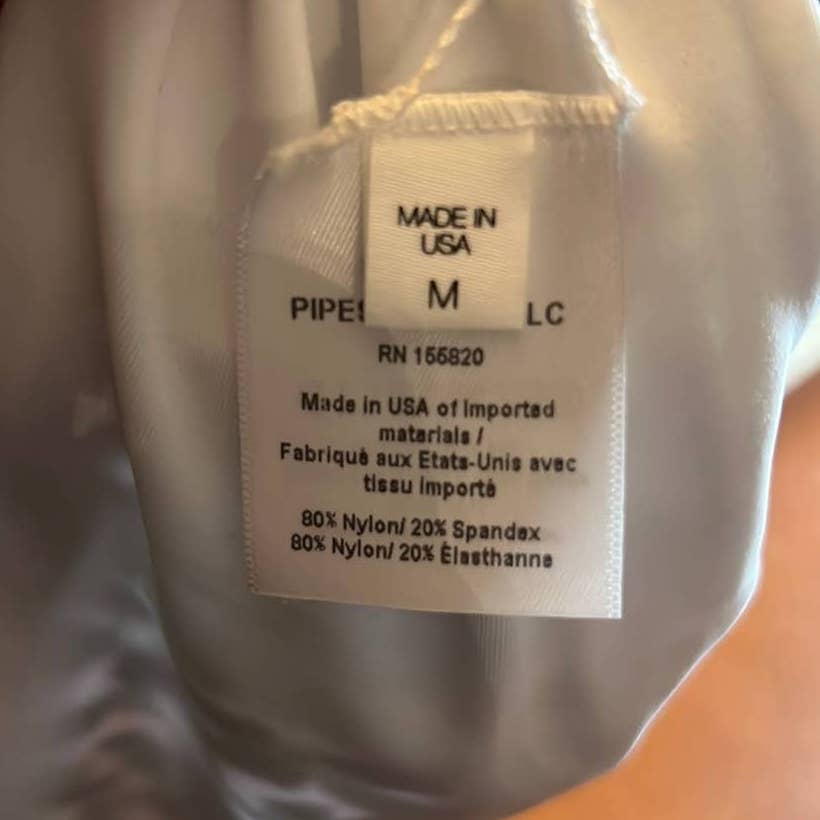 MADE IN
USA
M
PIPES LC
RN 155820
Made in USA of Imported
materials /
Fabriqué aux Etats-Unis avec
tissu importé
80% Nylon/ 20% Spandex
80% Nylon/ 20% Élasthanne